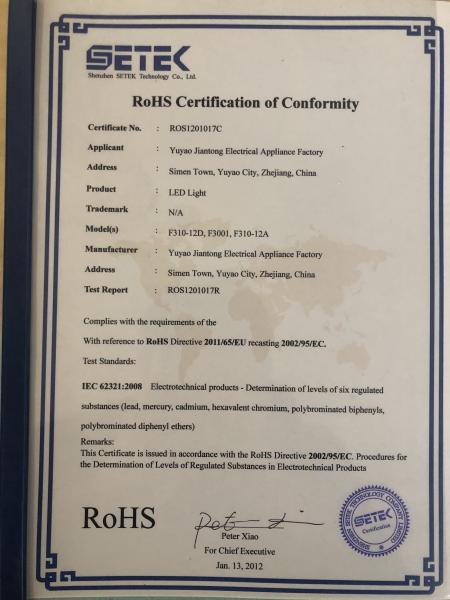 SETEK
Shenzhen SETEK Technology Co., Ltd.
RoHS Certification of Conformity
Certificate No. : ROS1201017C
Applicant : Yuyao Jiantong Electrical Appliance Factory
Address : Simen Town, Yuyao City, Zhejiang, China
Product : LED Light
Trademark : N/A
Model(s) : F310-12D, F3001, F310-12A
Manufacturer : Yuyao Jiantong Electrical Appliance Factory
Address : Simen Town, Yuyao City, Zhejiang, China
Test Report : ROS1201017R
Complies with the requirements of the
With reference to RoHS Directive 2011/65/EU recasting 2002/95/EC.
Test Standards:
IEC 62321:2008 Electrotechnical products - Determination of levels of six regulated
substances (lead, mercury, cadmium, hexavalent chromium, polybrominated biphenyls,
polybrominated diphenyl ethers)
Remarks:
This Certificate is issued in accordance with the RoHS Directive 2002/95/EC. Procedures for
the Determination of Levels of Regulated Substances in Electrotechnical Products
RoHS
Peter Xiao
For Chief Executive
Jan. 13, 2012
SHENZHEN SETEK TECHNOLOGY COMPANY LIMITED
SETEK
Certification